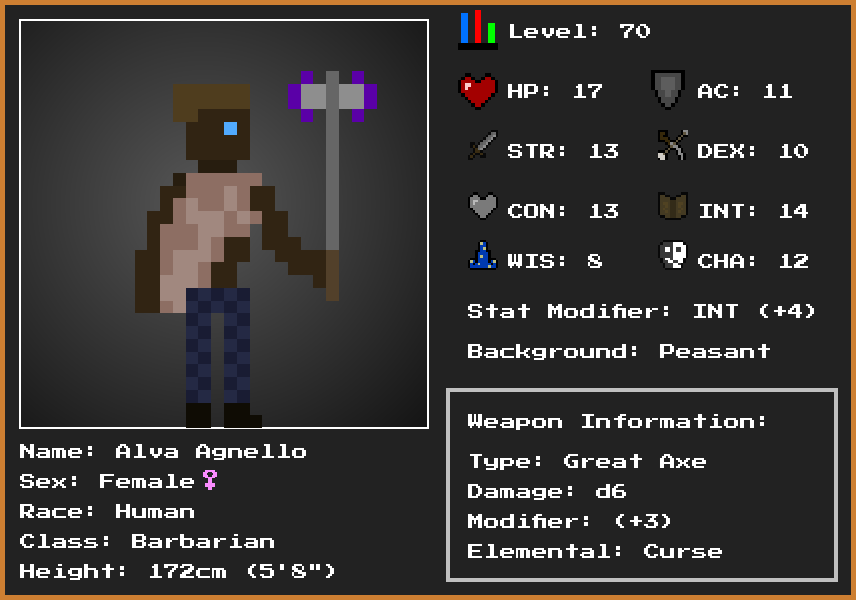 Level: 70
HP: 17
AC: 11
STR: 13
DEX: 10
CON: 13
INT: 14
WIS: 8
CHA: 12
Stat Modifier: INT (+4)
Background: Peasant
Weapon Information:
Type: Great Axe
Damage: d6
Modifier: (+3)
Elemental: Curse
Name: Alva Agnello
Sex: Female♀
Race: Human
Class: Barbarian
Height: 172cm (5'8")